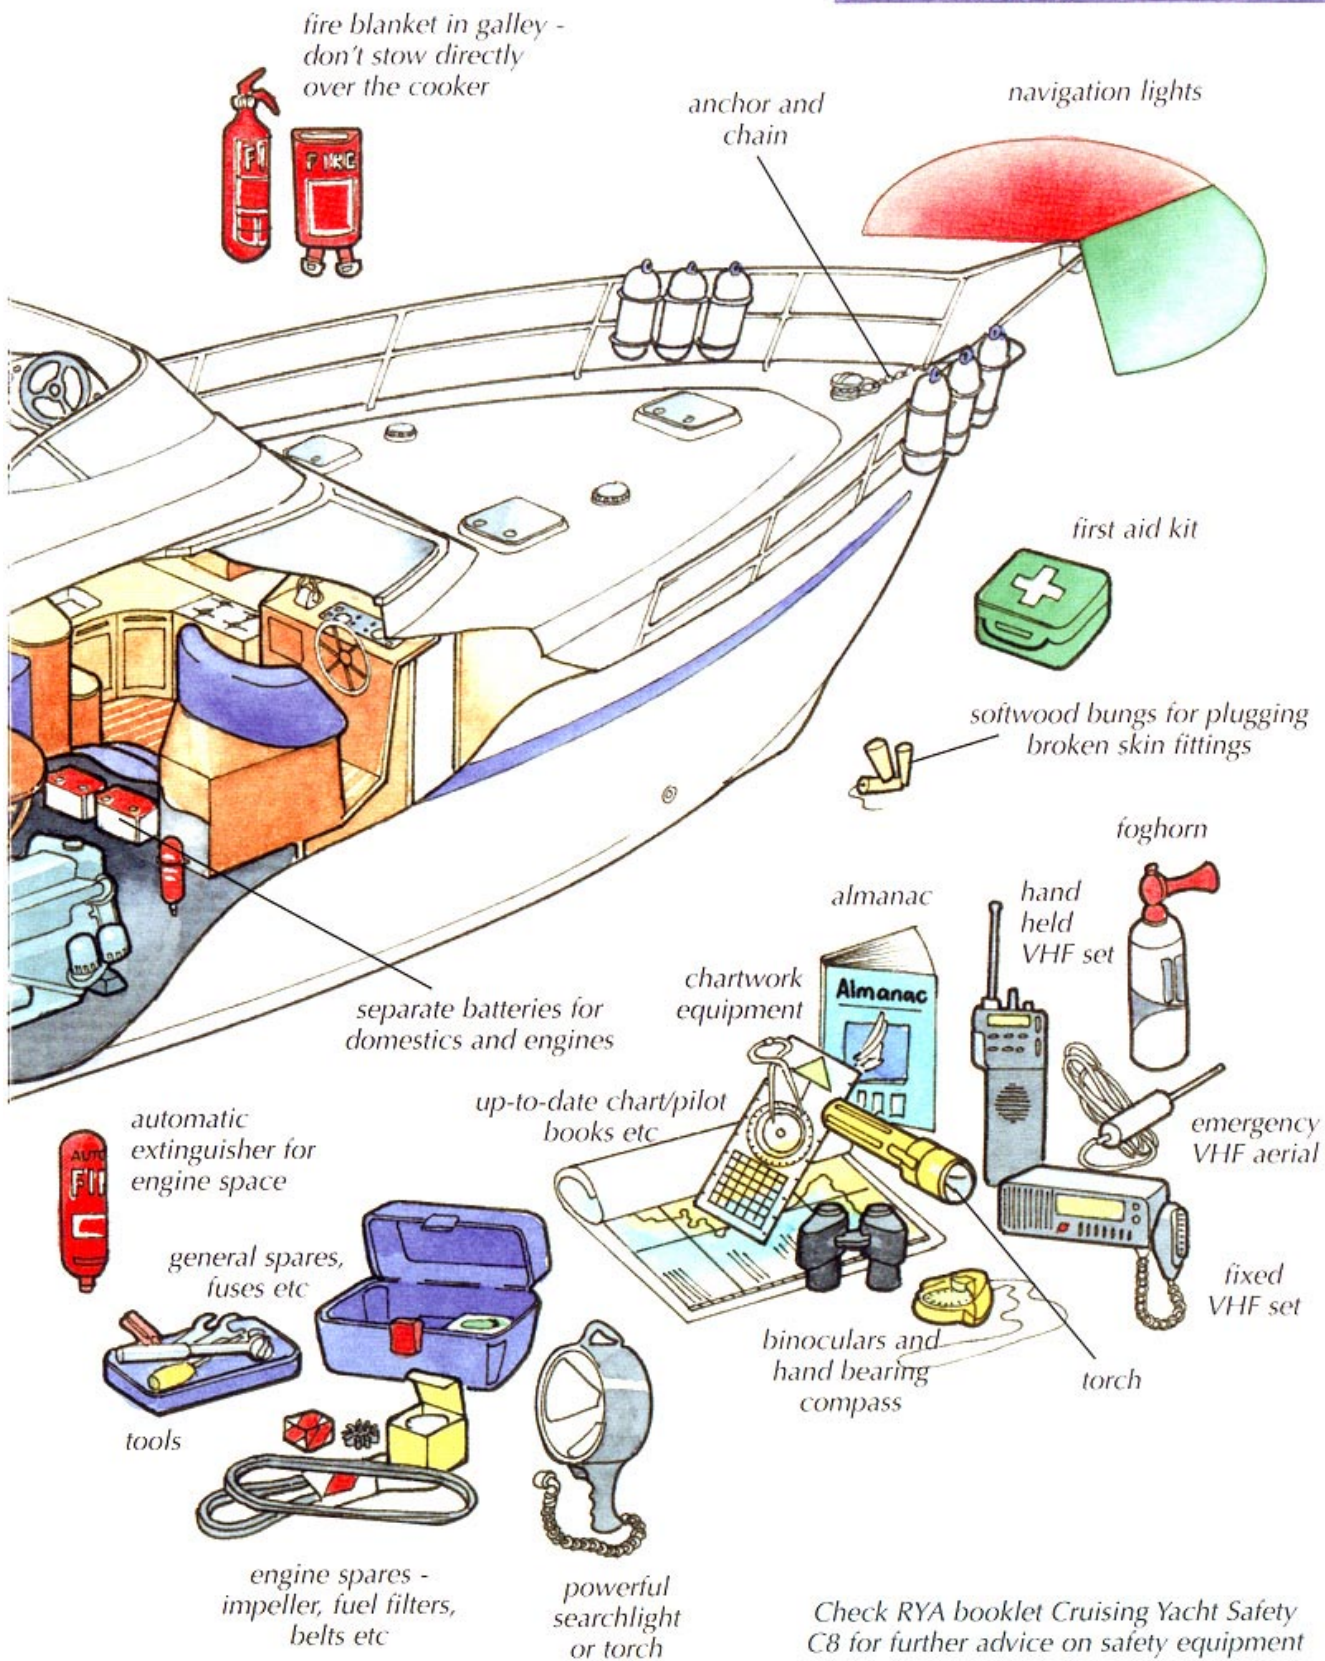 fire blanket in galley -
don't stow directly
over the cooker
FI
FIRE
anchor and
chain
navigation lights
first aid kit
softwood bungs for plugging
broken skin fittings
foghorn
almanac
hand
held
VHF set
chartwork
equipment
Almanac
separate batteries for
domestics and engines
up-to-date chart/pilot
books etc
emergency
VHF aerial
automatic
extinguisher for
engine space
AUTO
FI
general spares,
fuses etc
fixed
VHF set
binoculars and
hand bearing
compass
torch
tools
engine spares -
impeller, fuel filters,
belts etc
powerful
searchlight
or torch
Check RYA booklet Cruising Yacht Safety
C8 for further advice on safety equipment